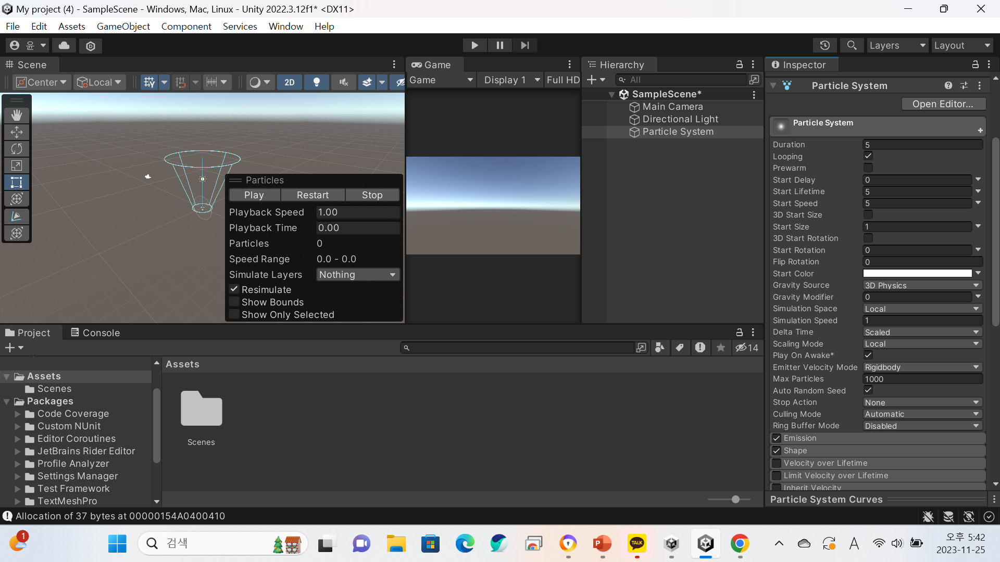 My project (4) - SampleScene - Windows, Mac, Linux - Unity 2022.3.12f1* <DX11>
File Edit Assets GameObject Component Services Window Help
윤 Layers Layout
Scene
Center Local 2D
Game
Game Display 1 Full HD
Hierarchy
All
SampleScene*
Main Camera
Directional Light
Particle System
Particles
Play Restart Stop
Playback Speed 1.00
Playback Time 0.00
Particles 0
Speed Range 0.0 - 0.0
Simulate Layers Nothing
Resimulate
Show Bounds
Show Only Selected
Inspector
Particle System
Open Editor...
Particle System
Duration 5
Looping
Prewarm
Start Delay 0
Start Lifetime 5
Start Speed 5
3D Start Size
Start Size 1
3D Start Rotation
Start Rotation 0
Flip Rotation 0
Start Color
Gravity Source 3D Physics
Gravity Modifier 0
Simulation Space Local
Simulation Speed 1
Delta Time Scaled
Scaling Mode Local
Play On Awake*
Emitter Velocity Mode Rigidbody
Max Particles 1000
Auto Random Seed
Stop Action None
Culling Mode Automatic
Ring Buffer Mode Disabled
Emission
Shape
Velocity over Lifetime
Limit Velocity over Lifetime
Inherit Velocity
Particle System Curves
Project Console
14
Assets
Scenes
Packages
Code Coverage
Custom NUnit
Editor Coroutines
JetBrains Rider Editor
Profile Analyzer
Settings Manager
Test Framework
TextMeshPro
Assets
Scenes
Allocation of 37 bytes at 00000154A0400410
1
검색
P
TALK
A
오후 5:42
2023-11-25